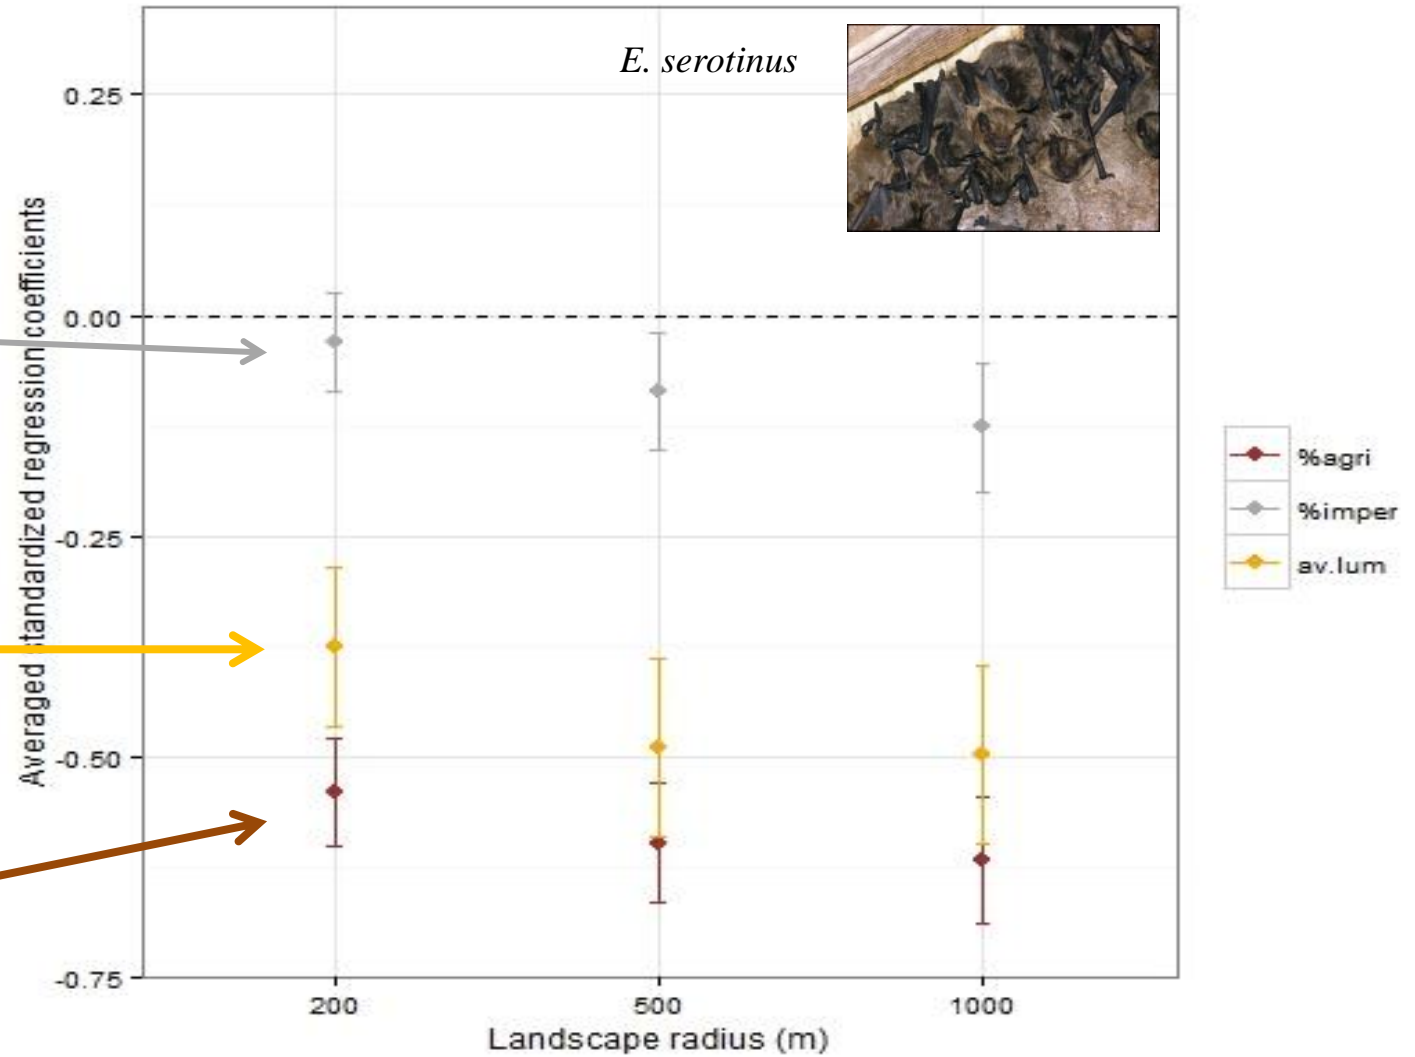 E. serotinus
Averaged standardized regression coefficients
0.25
0.00
-0.25
-0.50
-0.75
200
500
1000
Landscape radius (m)
%agri
%imper
av.lum